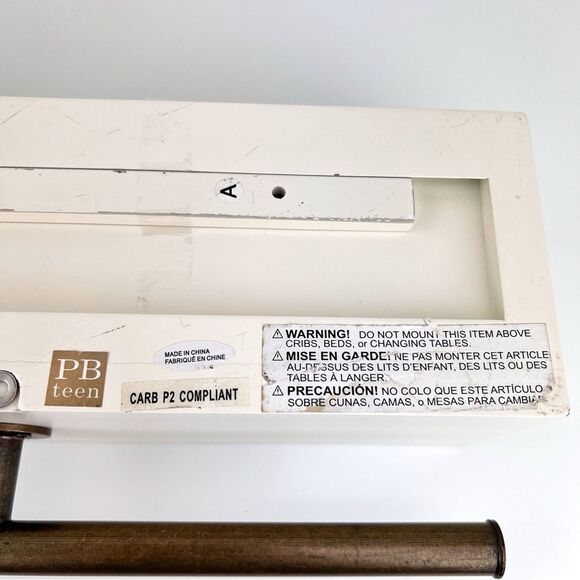 A
PB
teen
MADE IN CHINA
FABRIQUÉ EN CHINE
CARB P2 COMPLIANT
⚠ WARNING! DO NOT MOUNT THIS ITEM ABOVE
CRIBS, BEDS, or CHANGING TABLES.
⚠ MISE EN GARDE! NE PAS MONTER CET ARTICLE
AU-DESSUS DES LITS D'ENFANT, DES LITS OU DES
TABLES À LANGER.
⚠ PRECAUCIÓN! NO COLO QUE ESTE ARTÍCULO
SOBRE CUNAS, CAMAS, o MESAS PARA